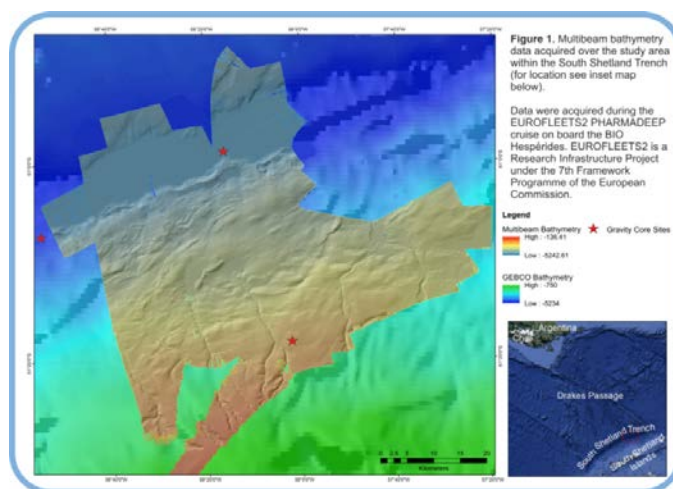 Figure 1. Multibeam bathymetry
data acquired over the study area
within the South Shetland Trench
(for location see inset map
below).
Data were acquired during the
EUROFLEETS2 PHARMADEEP
cruise on board the BIO
Hespérides. EUROFLEETS2 is a
Research Infrastructure Project
under the 7th Framework
Programme of the European
Commission.
Legend
Multibeam Bathymetry
Gravity Core Sites
High : -136.41
Low : -5242.61
GEBCO Bathymetry
High : -750
Low : -5234
Argentina
Drakes Passage
South Shetland Trench
South Shetland
Islands
Kilometers